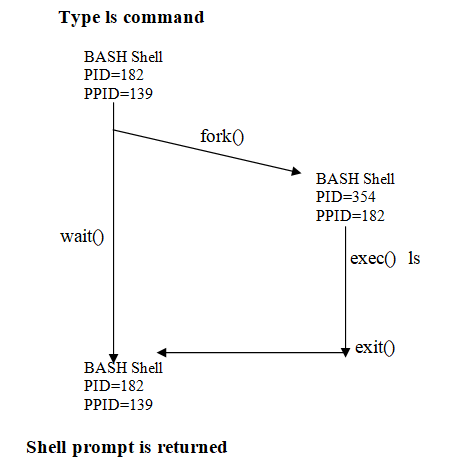 Type ls command
BASH Shell
PID=182
PPID=139
fork()
BASH Shell
PID=354
PPID=182
wait()
exec() ls
exit()
BASH Shell
PID=182
PPID=139
Shell prompt is returned